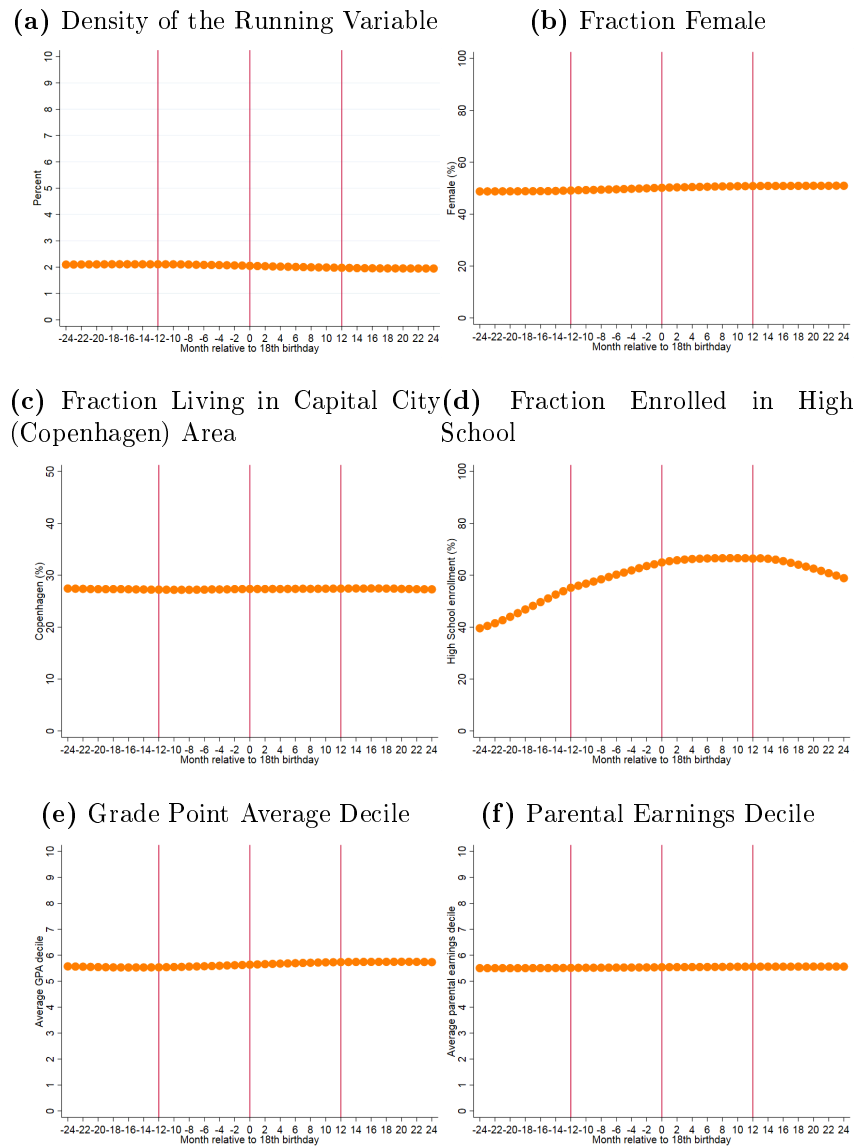 (a) Density of the Running Variable
10
9
8
7
6
5
4
3
2
1
0
Percent
-24-22-20-18-16-14-12-10 -8 -6 -4 -2 0 2 4 6 8 10 12 14 16 18 20 22 24
Month relative to 18th birthday
(b) Fraction Female
100
80
60
40
20
0
Female (%)
-24-22-20-18-16-14-12-10 -8 -6 -4 -2 0 2 4 6 8 10 12 14 16 18 20 22 24
Month relative to 18th birthday
(c) Fraction Living in Capital City
(Copenhagen) Area
50
40
30
20
10
0
Copenhagen (%)
-24-22-20-18-16-14-12-10 -8 -6 -4 -2 0 2 4 6 8 10 12 14 16 18 20 22 24
Month relative to 18th birthday
(d) Fraction Enrolled in High
School
100
80
60
40
20
0
High School enrollment (%)
-24-22-20-18-16-14-12-10 -8 -6 -4 -2 0 2 4 6 8 10 12 14 16 18 20 22 24
Month relative to 18th birthday
(e) Grade Point Average Decile
10
9
8
7
6
5
4
3
2
1
0
Average GPA decile
-24-22-20-18-16-14-12-10 -8 -6 -4 -2 0 2 4 6 8 10 12 14 16 18 20 22 24
Month relative to 18th birthday
(f) Parental Earnings Decile
10
9
8
7
6
5
4
3
2
1
0
Average parental earnings decile
-24-22-20-18-16-14-12-10 -8 -6 -4 -2 0 2 4 6 8 10 12 14 16 18 20 22 24
Month relative to 18th birthday